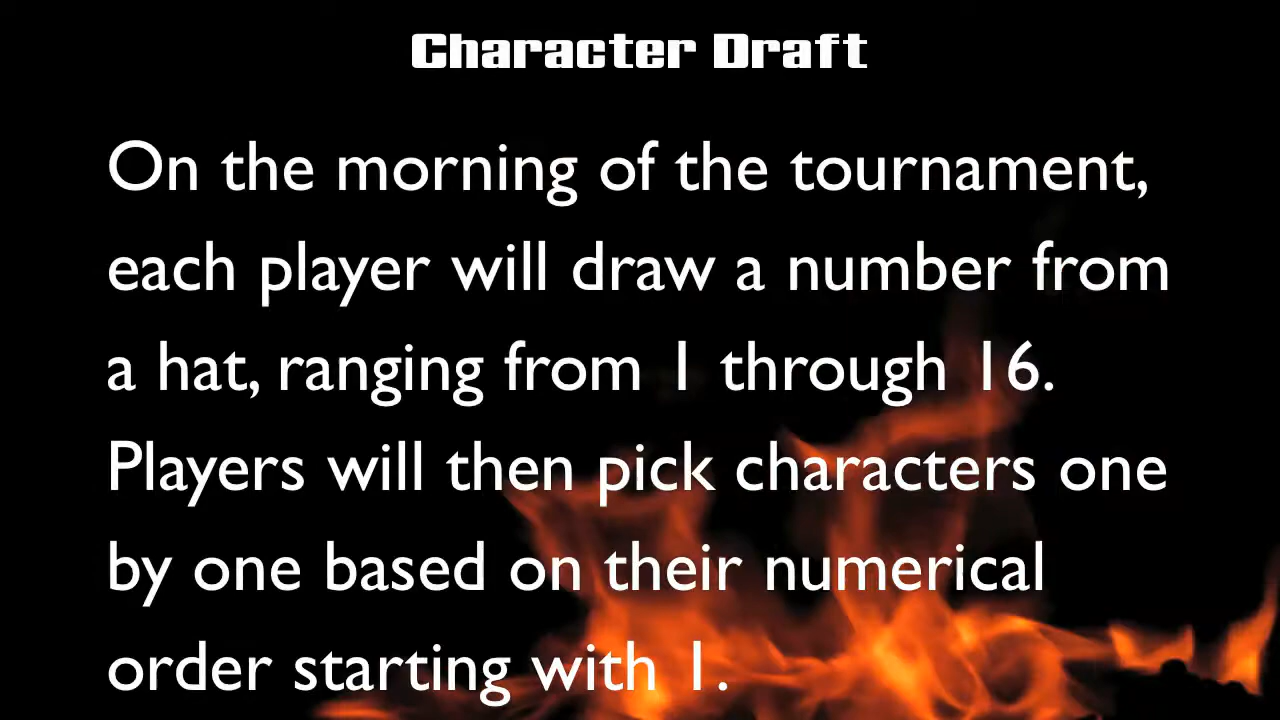 Character Draft
On the morning of the tournament,
each player will draw a number from
a hat, ranging from 1 through 16.
Players will then pick characters one
by one based on their numerical
order starting with 1.